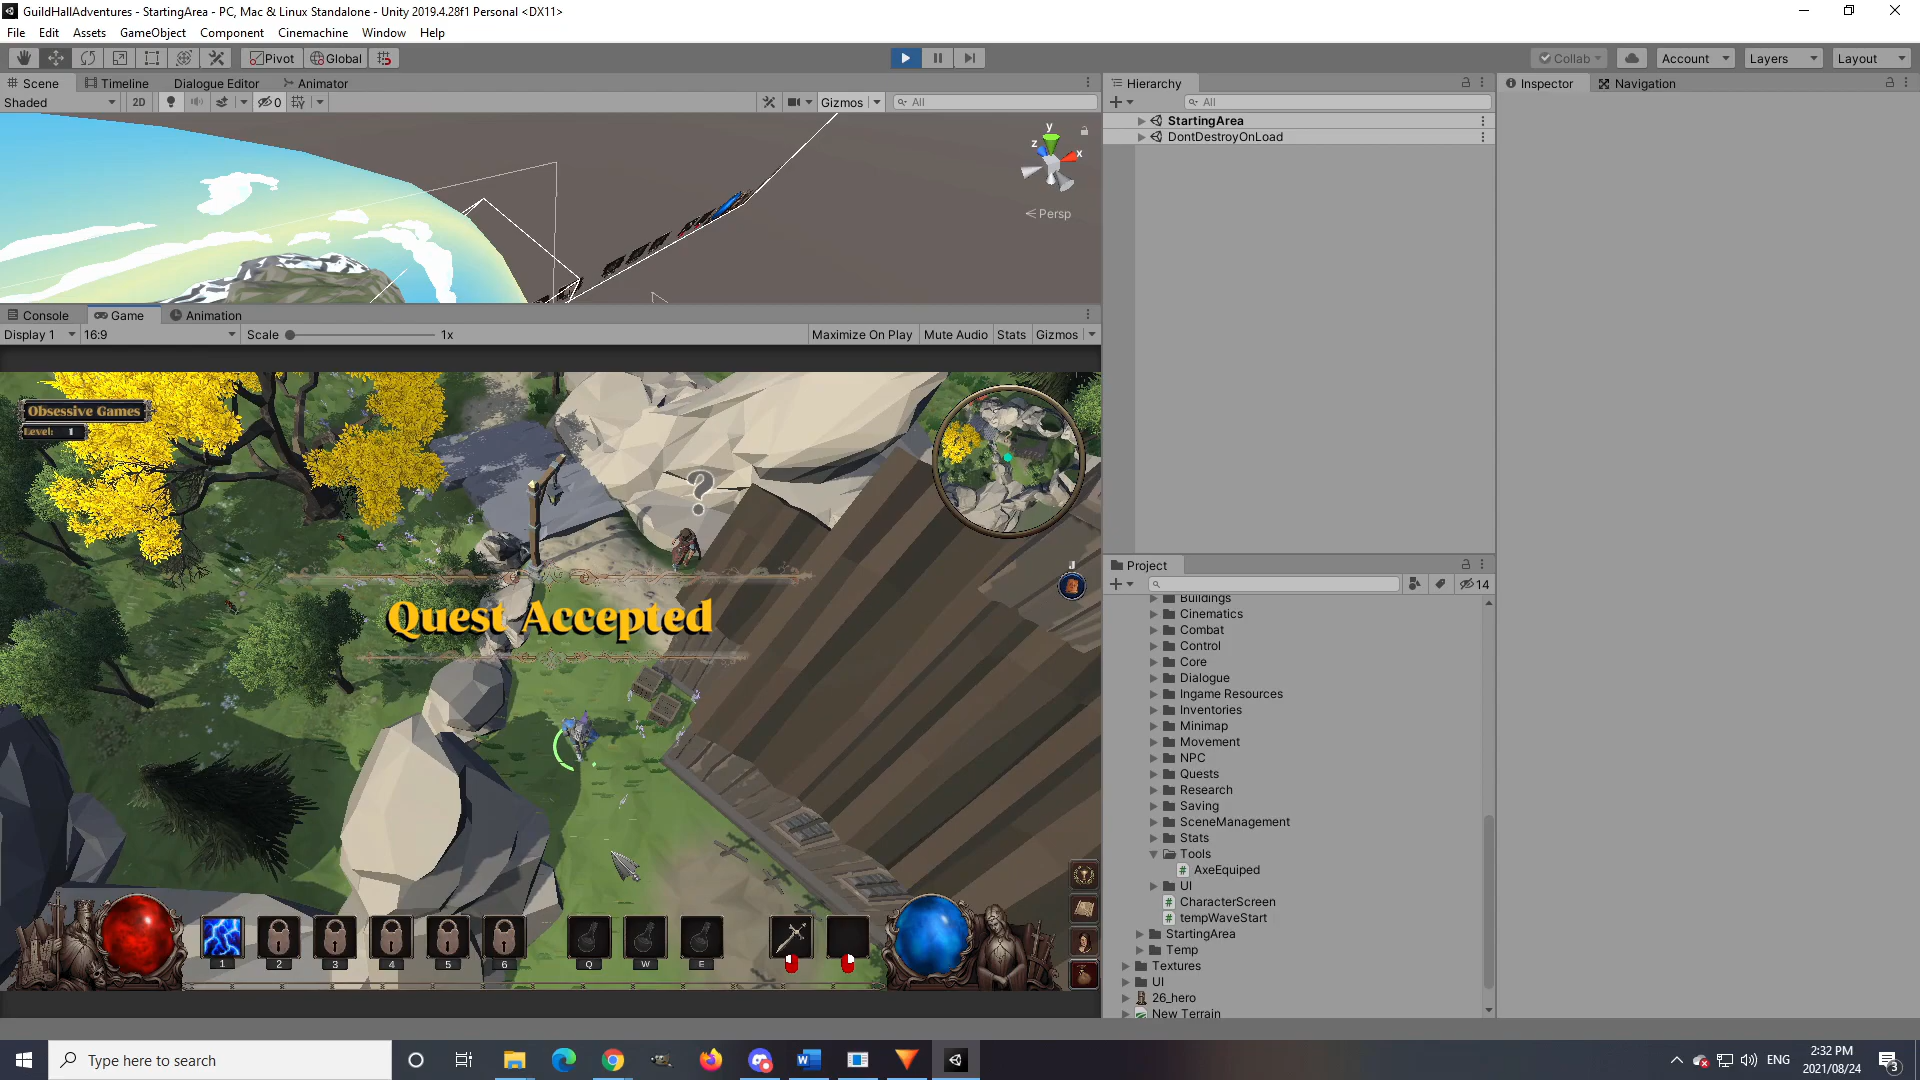 GuildHallAdventures - StartingArea - PC, Mac & Linux Standalone - Unity 2019.4.28f1 Personal <DX11>
File Edit Assets GameObject Component Cinemachine Window Help
Pivot Global Collab Account Layers Layout
Scene Timeline Dialogue Editor Animator
Shaded 2D 0 Gizmos All
y
z x
Persp
Console Game Animation
Display 1 16:9 Scale 1x Maximize On Play Mute Audio Stats Gizmos
Obsessive Games
Level: 1
?
J
Quest Accepted
1 2 3 4 5 6 Q W E
Hierarchy
All
StartingArea
DontDestroyOnLoad
Project
14
Buildings
Cinematics
Combat
Control
Core
Dialogue
Ingame Resources
Inventories
Minimap
Movement
NPC
Quests
Research
Saving
SceneManagement
Stats
Tools
# AxeEquiped
UI
# CharacterScreen
# tempWaveStart
StartingArea
Temp
Textures
UI
26_hero
New Terrain
Inspector Navigation
Type here to search
ENG
2:32 PM
2021/08/24
3